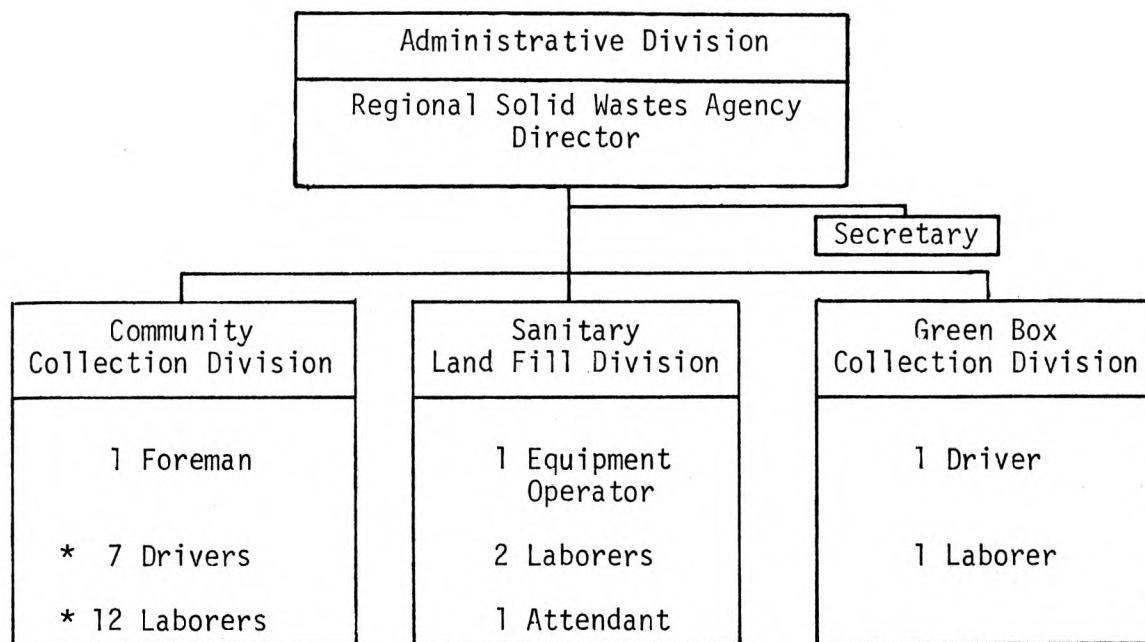 Administrative Division
Regional Solid Wastes Agency
Director
Secretary
Community
Collection Division
1 Foreman
* 7 Drivers
* 12 Laborers
Sanitary
Land Fill Division
1 Equipment
Operator
2 Laborers
1 Attendant
Green Box
Collection Division
1 Driver
1 Laborer